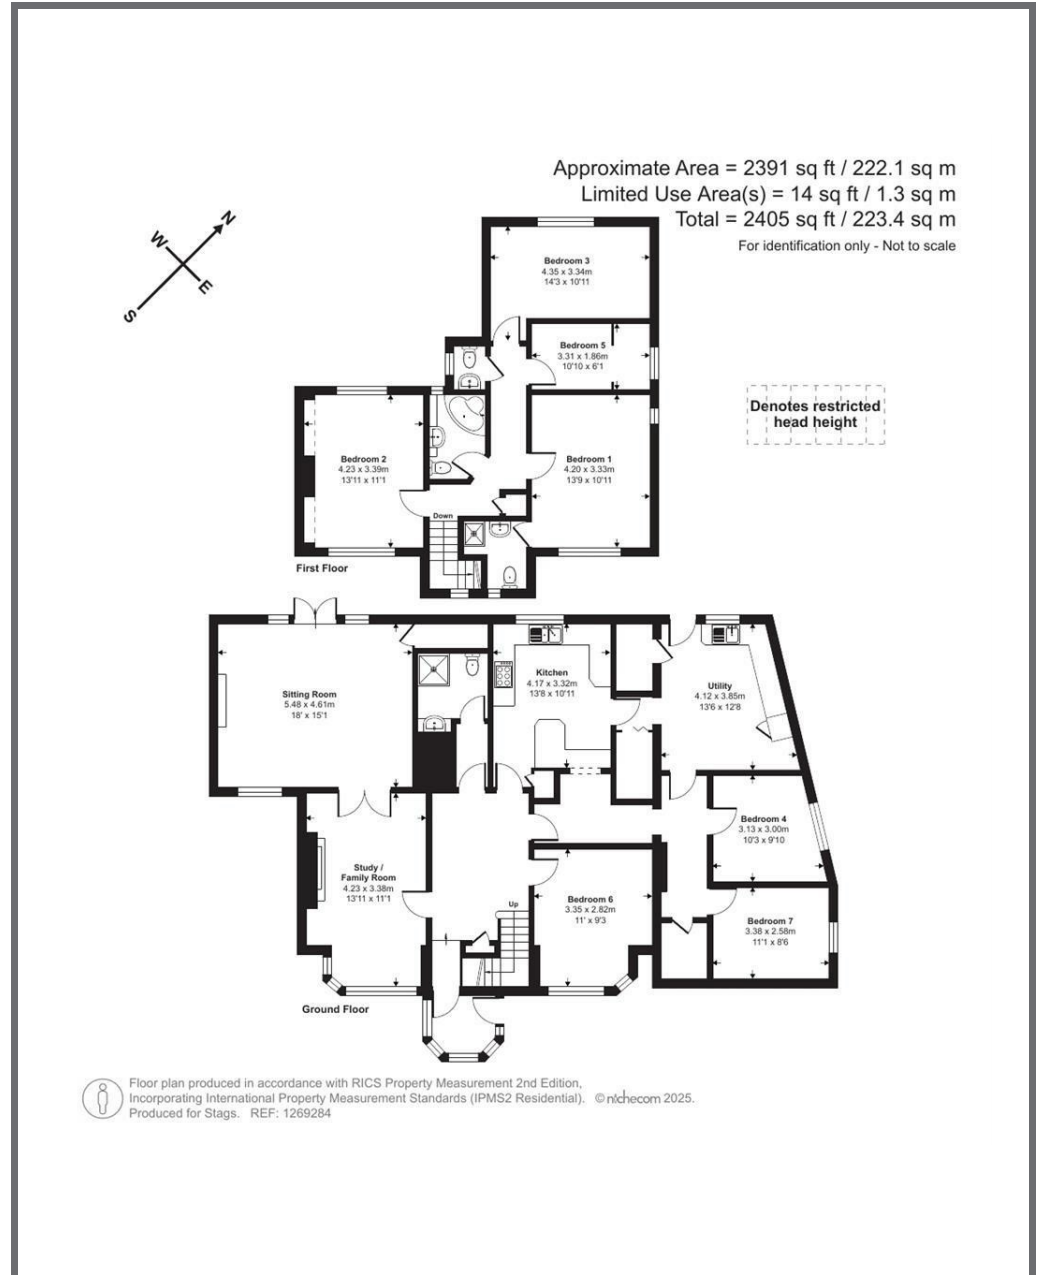 Approximate Area = 2391 sq ft / 222.1 sq m
Limited Use Area(s) = 14 sq ft / 1.3 sq m
Total = 2405 sq ft / 223.4 sq m
For identification only - Not to scale
N
W
E
S
Bedroom 3
4.35 x 3.34m
14'3 x 10'11
Bedroom 5
3.31 x 1.86m
10'10 x 6'1
Denotes restricted
head height
Bedroom 2
4.23 x 3.39m
13'11 x 11'1
Bedroom 1
4.20 x 3.33m
13'9 x 10'11
Down
First Floor
Sitting Room
5.48 x 4.61m
18' x 15'1
Kitchen
4.17 x 3.32m
13'8 x 10'11
Utility
4.12 x 3.85m
13'6 x 12'8
Bedroom 4
3.13 x 3.00m
10'3 x 9'10
Study /
Family Room
4.23 x 3.38m
13'11 x 11'1
Up
Bedroom 6
3.35 x 2.82m
11' x 9'3
Bedroom 7
3.38 x 2.58m
11'1 x 8'6
Ground Floor
Floor plan produced in accordance with RICS Property Measurement 2nd Edition,
Incorporating International Property Measurement Standards (IPMS2 Residential). © nichecom 2025.
Produced for Stags. REF: 1269284